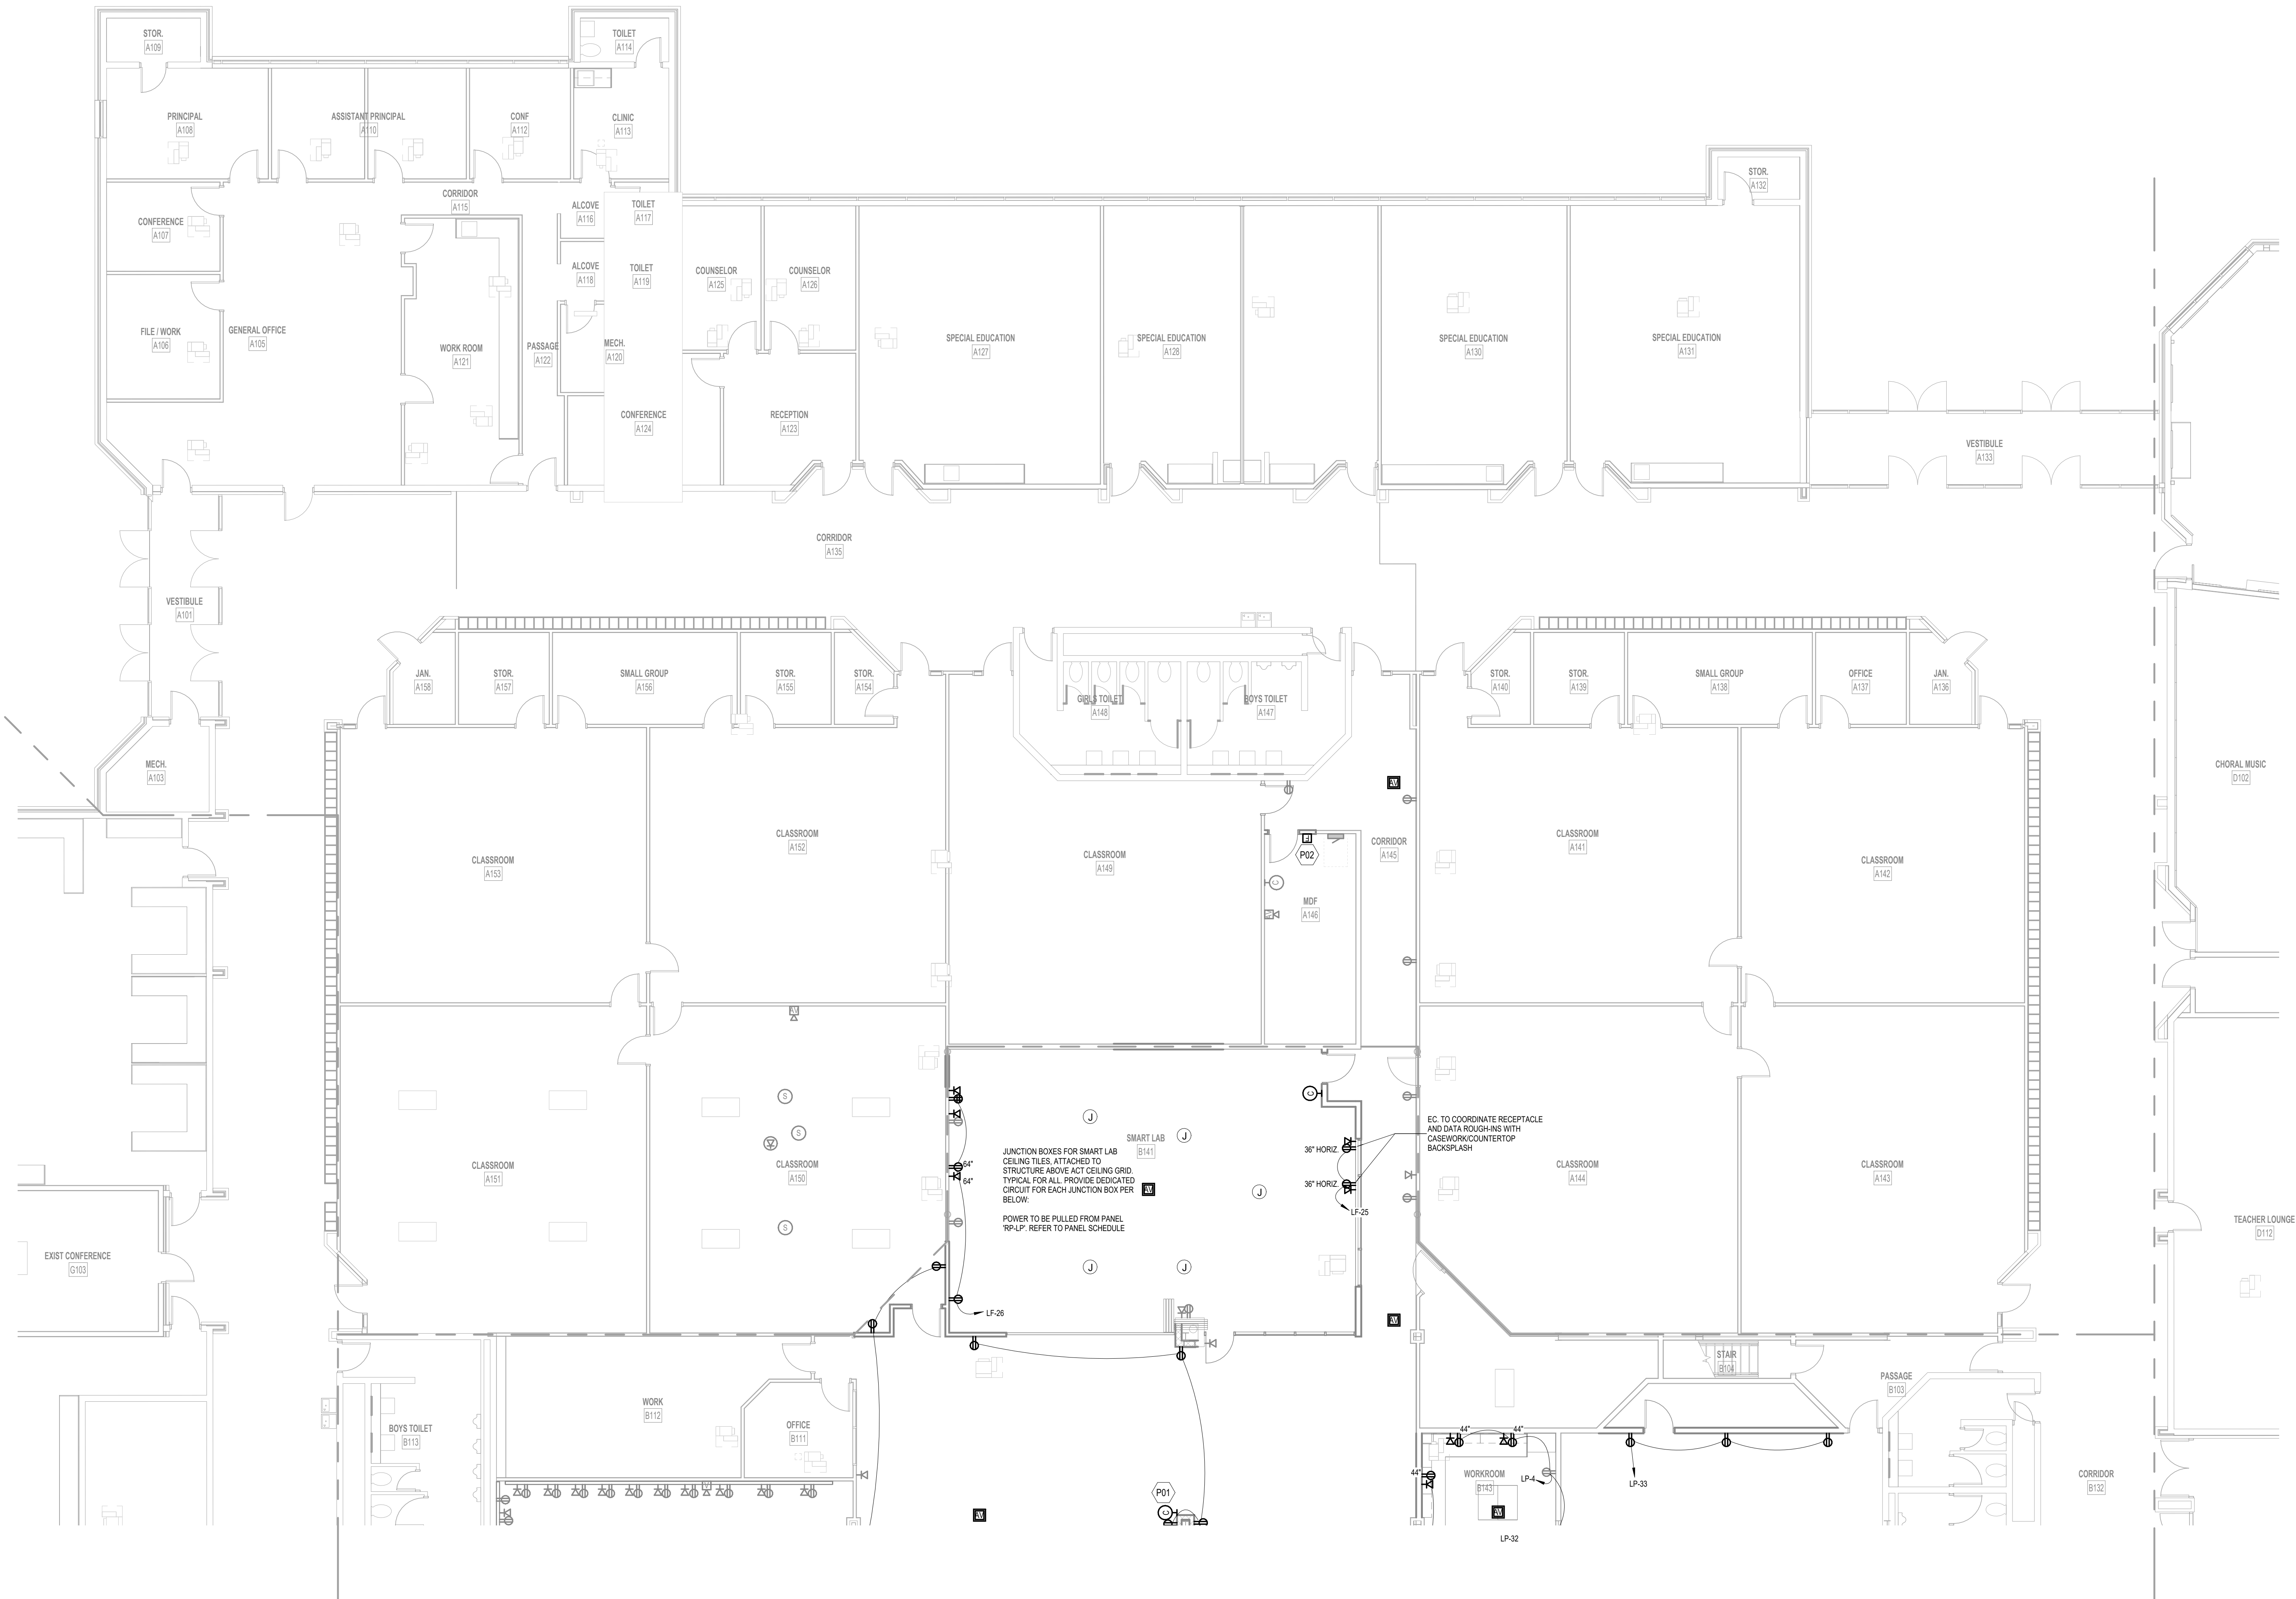 STOR.
A109
TOILET
A114
PRINCIPAL
A108
ASSISTANT PRINCIPAL
A110
CONF
A112
CLINIC
A113
STOR.
A132
CORRIDOR
A115
ALCOVE
A116
TOILET
A117
CONFERENCE
A107
ALCOVE
A118
TOILET
A119
COUNSELOR
A125
COUNSELOR
A126
FILE / WORK
A106
GENERAL OFFICE
A105
WORK ROOM
A121
PASSAGE
A122
MECH.
A120
SPECIAL EDUCATION
A127
SPECIAL EDUCATION
A128
SPECIAL EDUCATION
A130
SPECIAL EDUCATION
A131
CONFERENCE
A124
RECEPTION
A123
VESTIBULE
A133
CORRIDOR
A135
VESTIBULE
A101
JAN.
A158
STOR.
A157
SMALL GROUP
A156
STOR.
A155
STOR.
A154
GIRLS TOILET
A148
BOYS TOILET
A147
STOR.
A140
STOR.
A139
SMALL GROUP
A138
OFFICE
A137
JAN.
A136
MECH.
A103
CHORAL MUSIC
D102
CLASSROOM
A153
CLASSROOM
A152
CLASSROOM
A149
P02
CORRIDOR
A145
CLASSROOM
A141
CLASSROOM
A142
C
MDF
A146
S
S
S
C
J
J
J
J
J
CLASSROOM
A151
CLASSROOM
A150
SMART LAB
B141
JUNCTION BOXES FOR SMART LAB
CEILING TILES, ATTACHED TO
STRUCTURE ABOVE ACT CEILING GRID.
TYPICAL FOR ALL. PROVIDE DEDICATED
CIRCUIT FOR EACH JUNCTION BOX PER
BELOW:
POWER TO BE PULLED FROM PANEL
'RP-LP'. REFER TO PANEL SCHEDULE
64"
64"
36" HORIZ.
36" HORIZ.
LF-25
EC. TO COORDINATE RECEPTACLE
AND DATA ROUGH-INS WITH
CASEWORK/COUNTERTOP
BACKSPLASH
CLASSROOM
A144
CLASSROOM
A143
TEACHER LOUNGE
D112
EXIST CONFERENCE
G103
LF-26
STAIR
B104
PASSAGE
B103
WORK
B112
OFFICE
B111
BOYS TOILET
B113
44"
44"
44"
WORKROOM
B143
LP-4
LP-33
CORRIDOR
B132
P01
C
LP-32